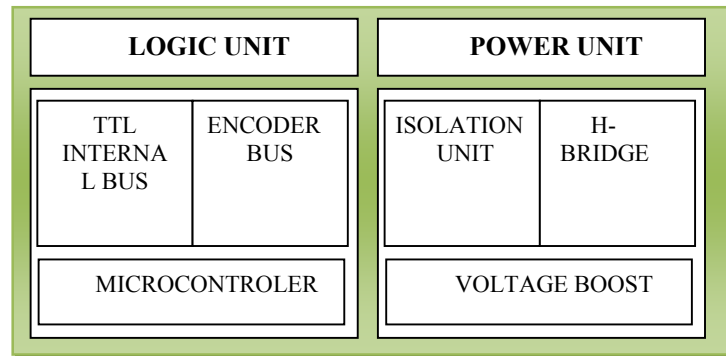 LOGIC UNIT
POWER UNIT
TTL
INTERNA
L BUS
ENCODER
BUS
ISOLATION
UNIT
H-
BRIDGE
MICROCONTROLER
VOLTAGE BOOST